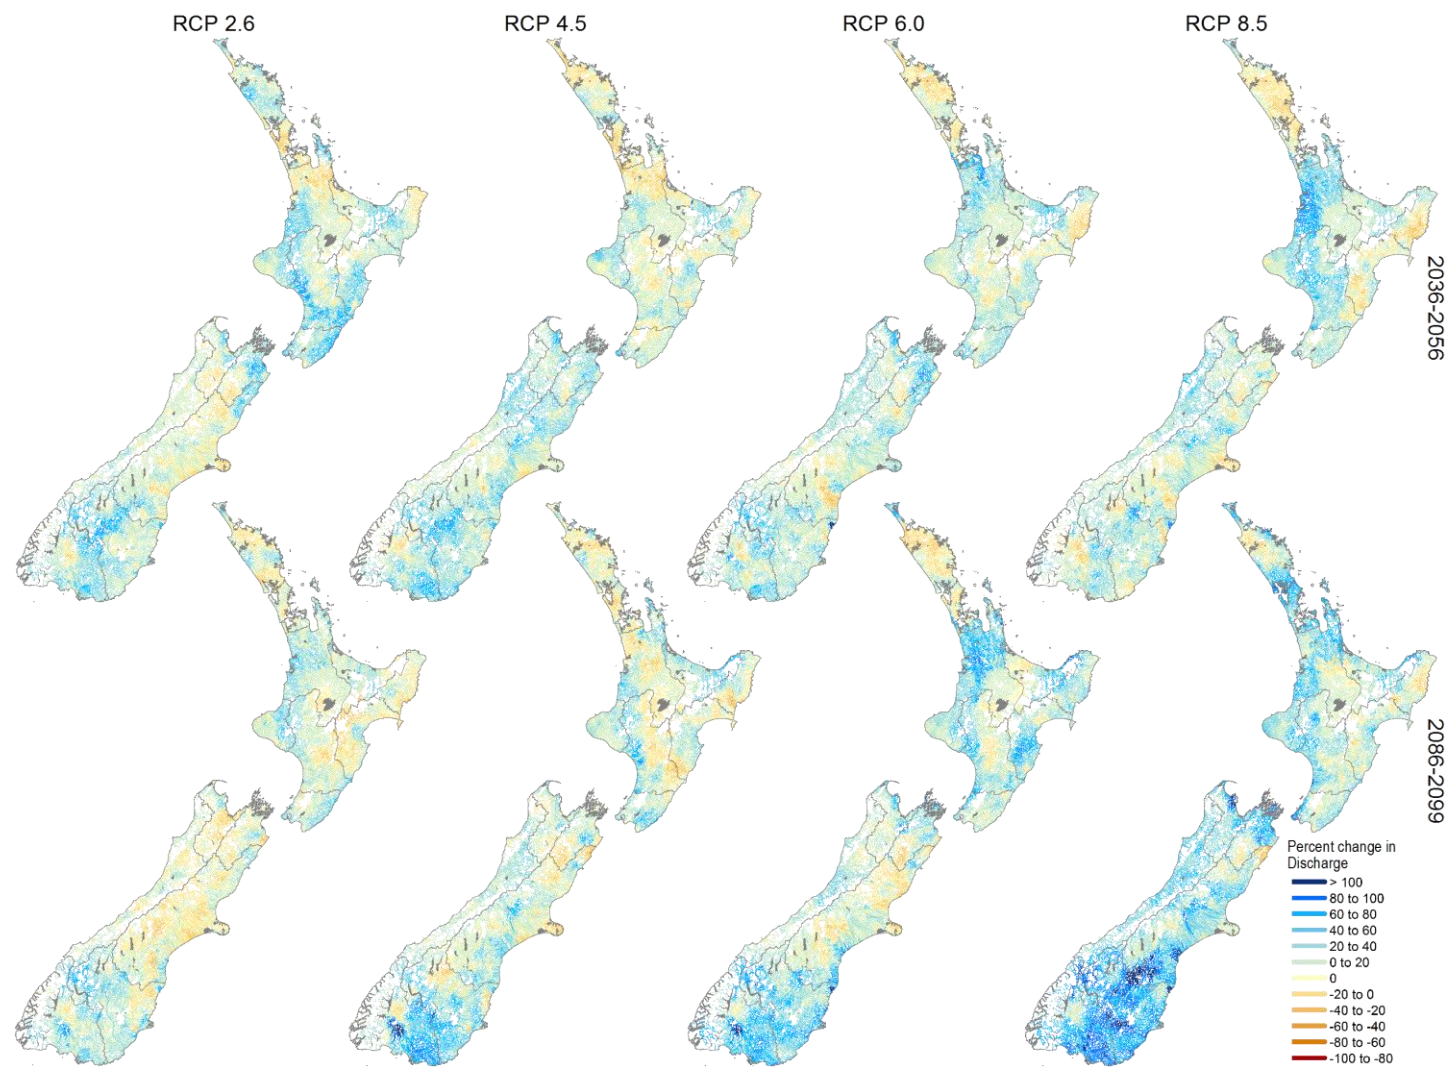 RCP 2.6
RCP 4.5
RCP 6.0
RCP 8.5
2036-2056
2086-2099
Percent change in
Discharge
> 100
80 to 100
60 to 80
40 to 60
20 to 40
0 to 20
0
-20 to 0
-40 to -20
-60 to -40
-80 to -60
-100 to -80